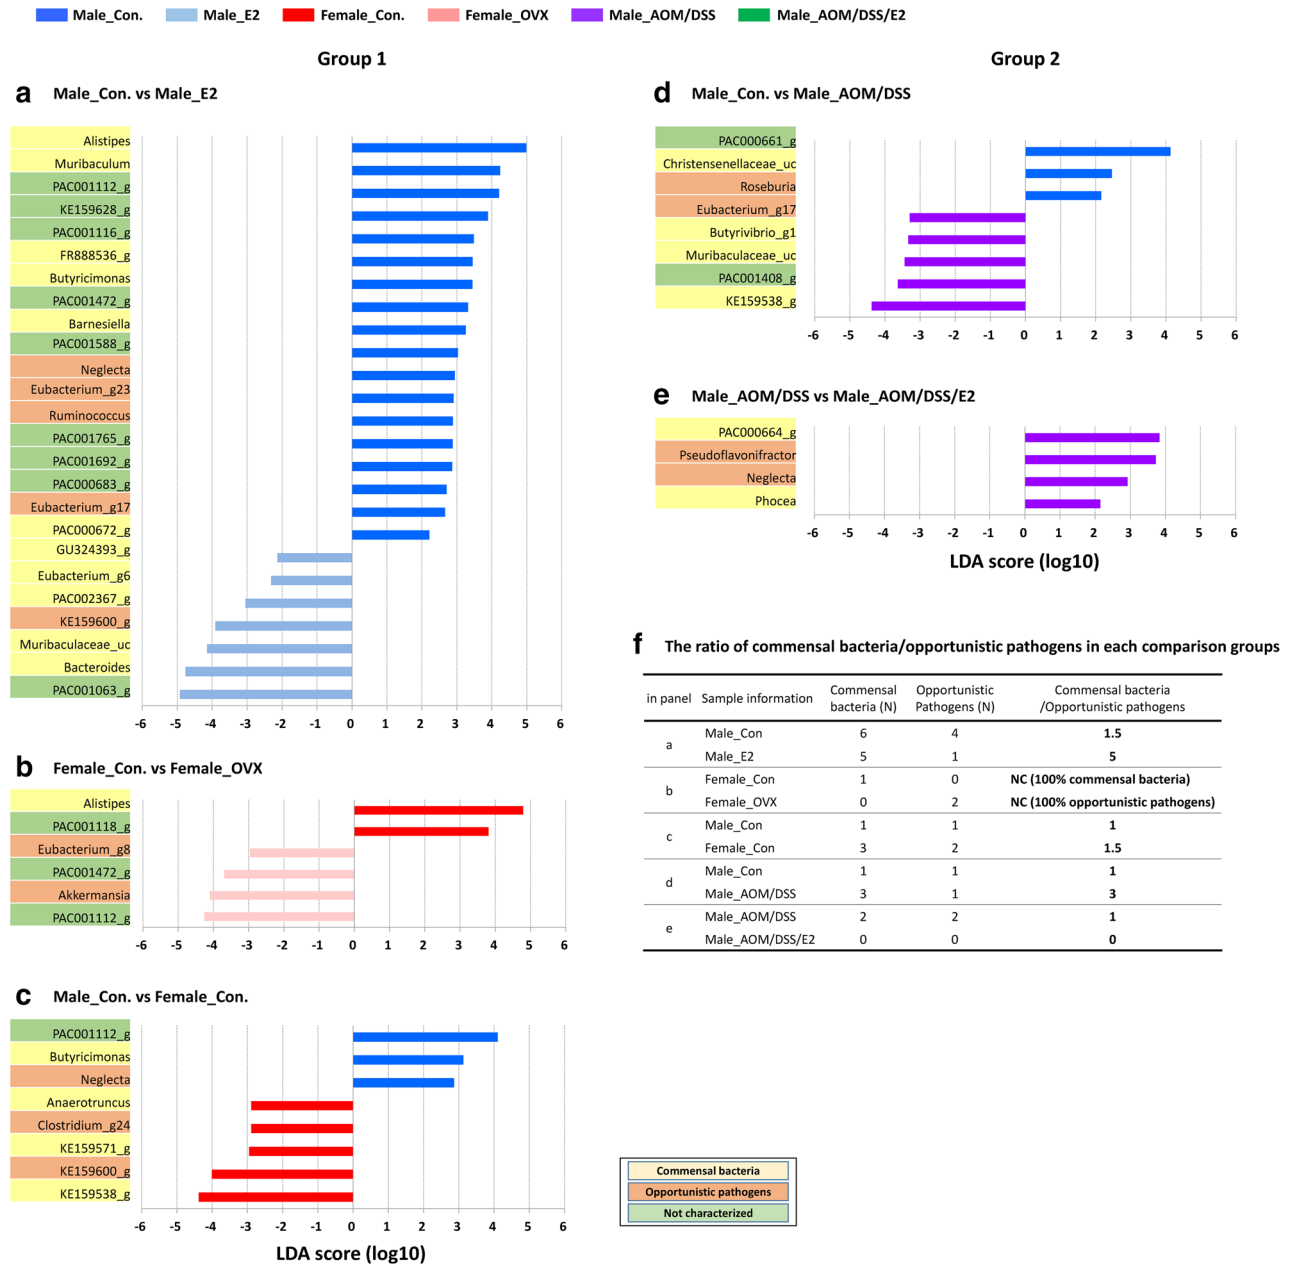 Male_Con. Male_E2 Female_Con. Female_OVX Male_AOM/DSS Male_AOM/DSS/E2
Group 1
a Male_Con. vs Male_E2
Alistipes
Muribaculum
PAC001112_g
KE159628_g
PAC001116_g
FR888536_g
Butyricimonas
PAC001472_g
Barnesiella
PAC001588_g
Neglecta
Eubacterium_g23
Ruminococcus
PAC001765_g
PAC001692_g
PAC000683_g
Eubacterium_g17
PAC000672_g
GU324393_g
Eubacterium_g6
PAC002367_g
KE159600_g
Muribaculaceae_uc
Bacteroides
PAC001063_g
-6 -5 -4 -3 -2 -1 0 1 2 3 4 5 6
b Female_Con. vs Female_OVX
Alistipes
PAC001118_g
Eubacterium_g8
PAC001472_g
Akkermansia
PAC001112_g
-6 -5 -4 -3 -2 -1 0 1 2 3 4 5 6
c Male_Con. vs Female_Con.
PAC001112_g
Butyricimonas
Neglecta
Anaerotruncus
Clostridium_g24
KE159571_g
KE159600_g
KE159538_g
-6 -5 -4 -3 -2 -1 0 1 2 3 4 5 6
LDA score (log10)
Group 2
d Male_Con. vs Male_AOM/DSS
PAC000661_g
Christensenellaceae_uc
Roseburia
Eubacterium_g17
Butyrivibrio_g1
Muribaculaceae_uc
PAC001408_g
KE159538_g
-6 -5 -4 -3 -2 -1 0 1 2 3 4 5 6
e Male_AOM/DSS vs Male_AOM/DSS/E2
PAC000664_g
Pseudoflavonifractor
Neglecta
Phocea
-6 -5 -4 -3 -2 -1 0 1 2 3 4 5 6
LDA score (log10)
f The ratio of commensal bacteria/opportunistic pathogens in each comparison groups
in panel Sample information Commensal bacteria (N) Opportunistic Pathogens (N) Commensal bacteria /Opportunistic pathogens
a Male_Con 6 4 1.5
Male_E2 5 1 5
b Female_Con 1 0 NC (100% commensal bacteria)
Female_OVX 0 2 NC (100% opportunistic pathogens)
c Male_Con 1 1 1
Female_Con 3 2 1.5
d Male_Con 1 1 1
Male_AOM/DSS 3 1 3
e Male_AOM/DSS 2 2 1
Male_AOM/DSS/E2 0 0 0
Commensal bacteria
Opportunistic pathogens
Not characterized